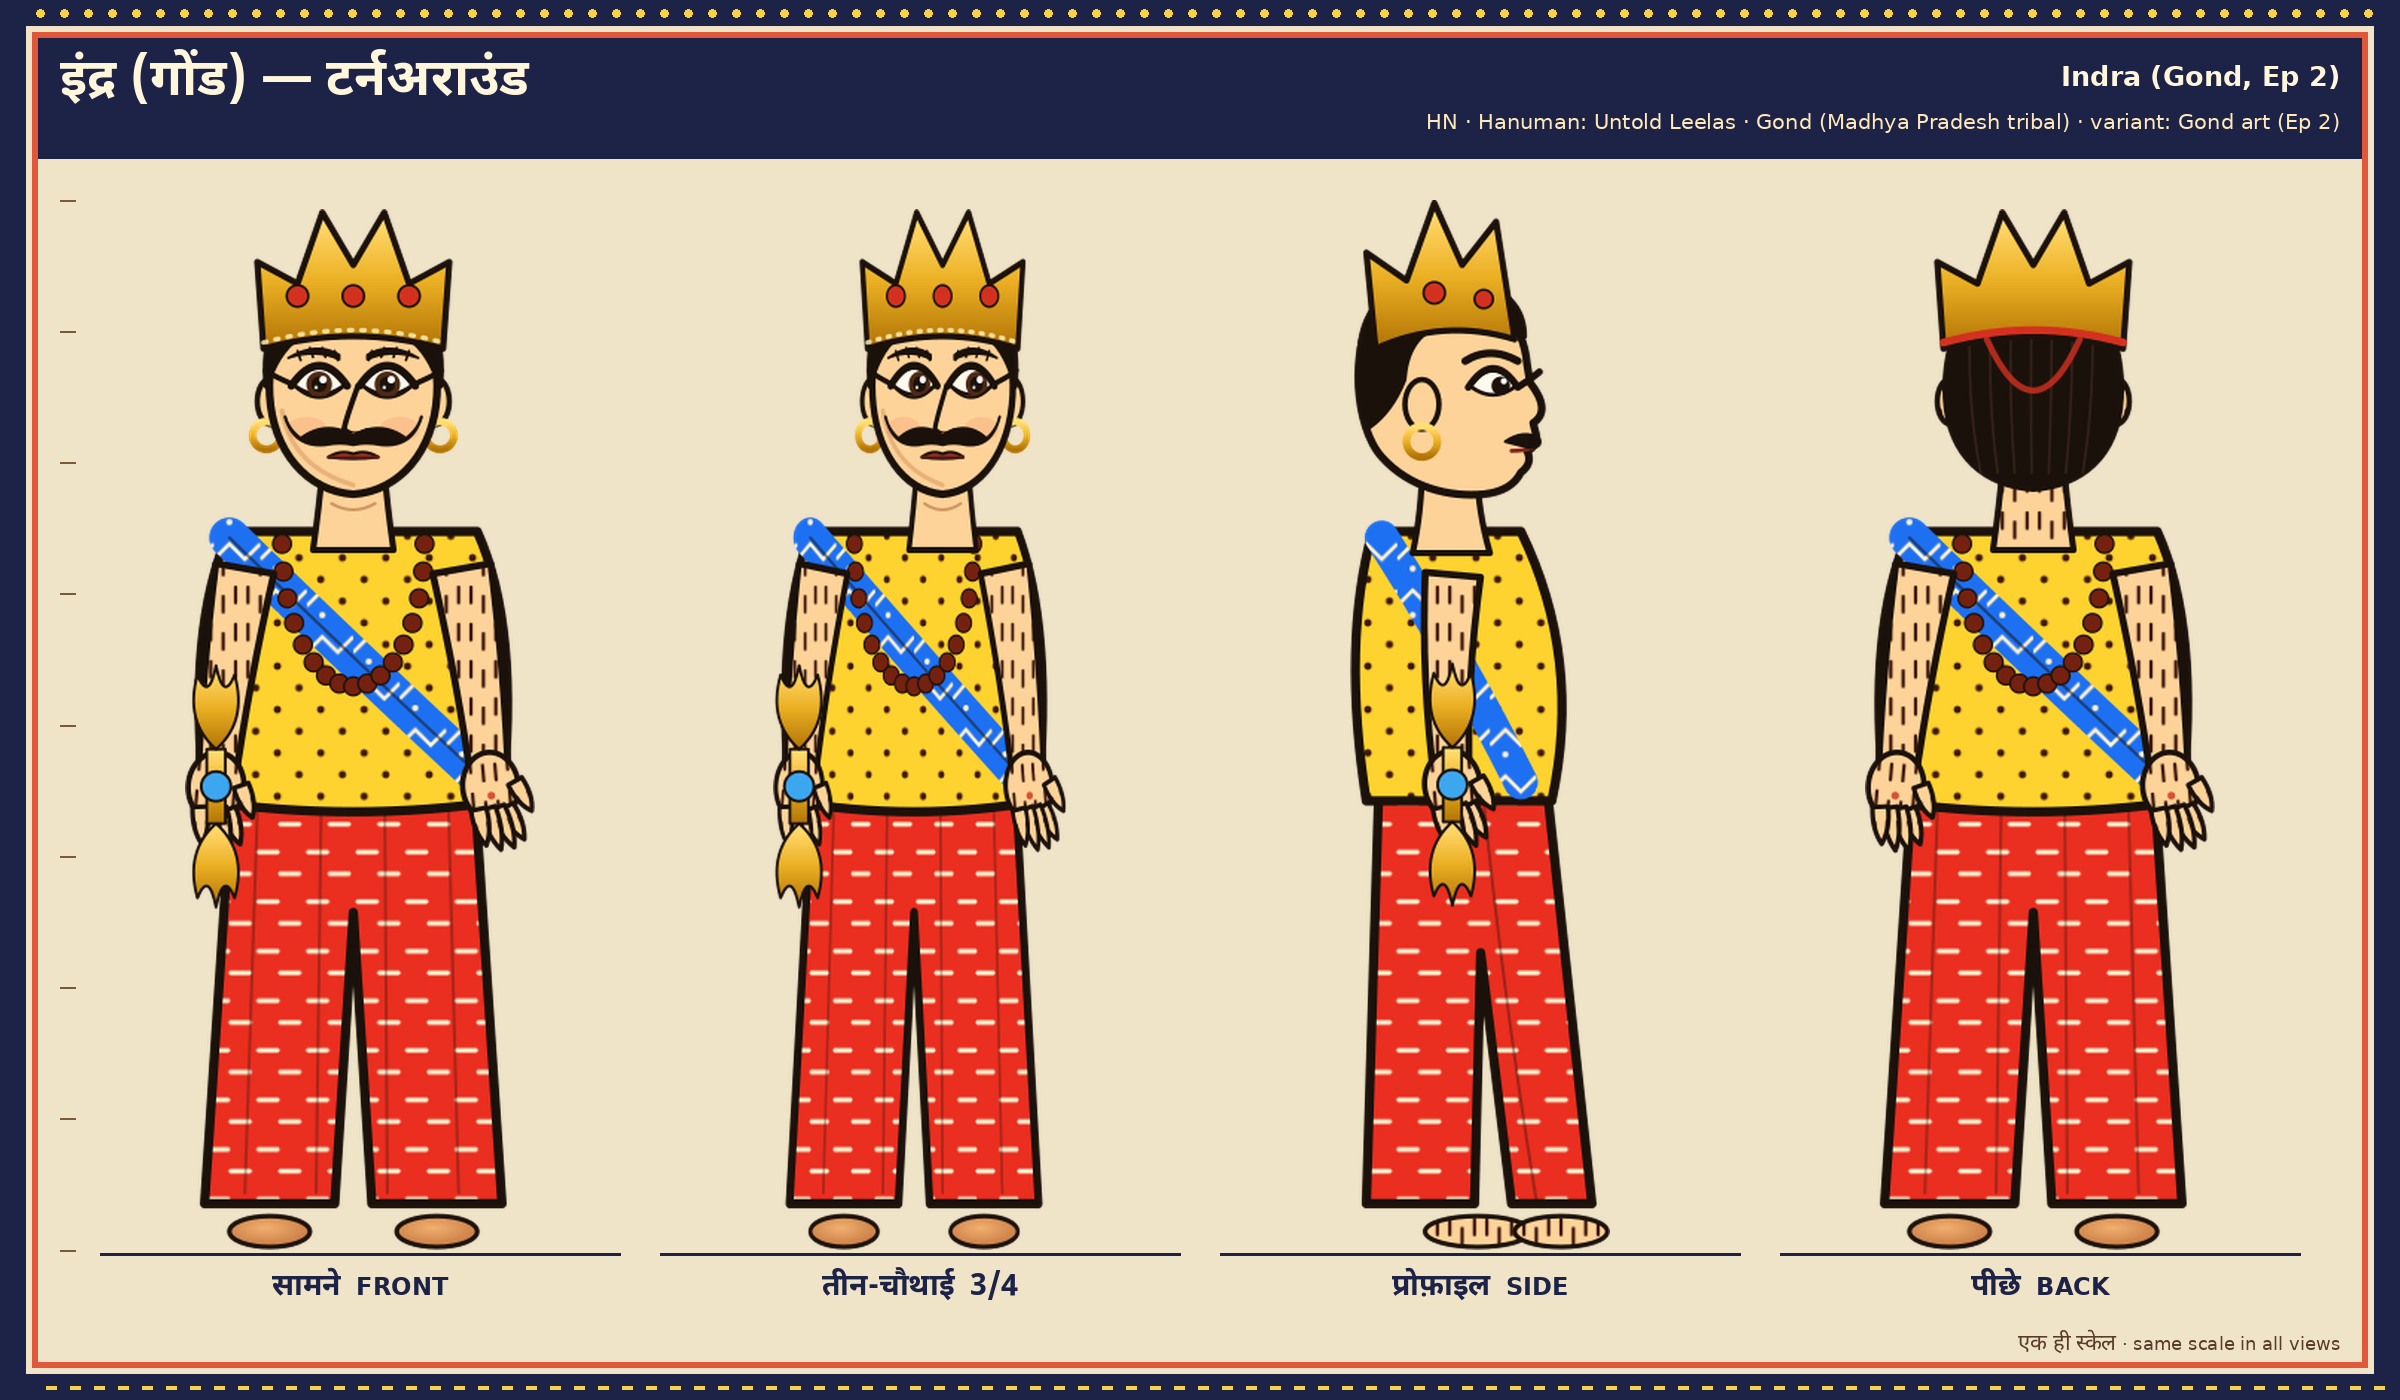 इंद्र (गोंड) — टर्नअराउंड
Indra (Gond, Ep 2)
HN · Hanuman: Untold Leelas · Gond (Madhya Pradesh tribal) · variant: Gond art (Ep 2)
सामने FRONT
तीन-चौथाई 3/4
प्रोफ़ाइल SIDE
पीछे BACK
एक ही स्केल · same scale in all views